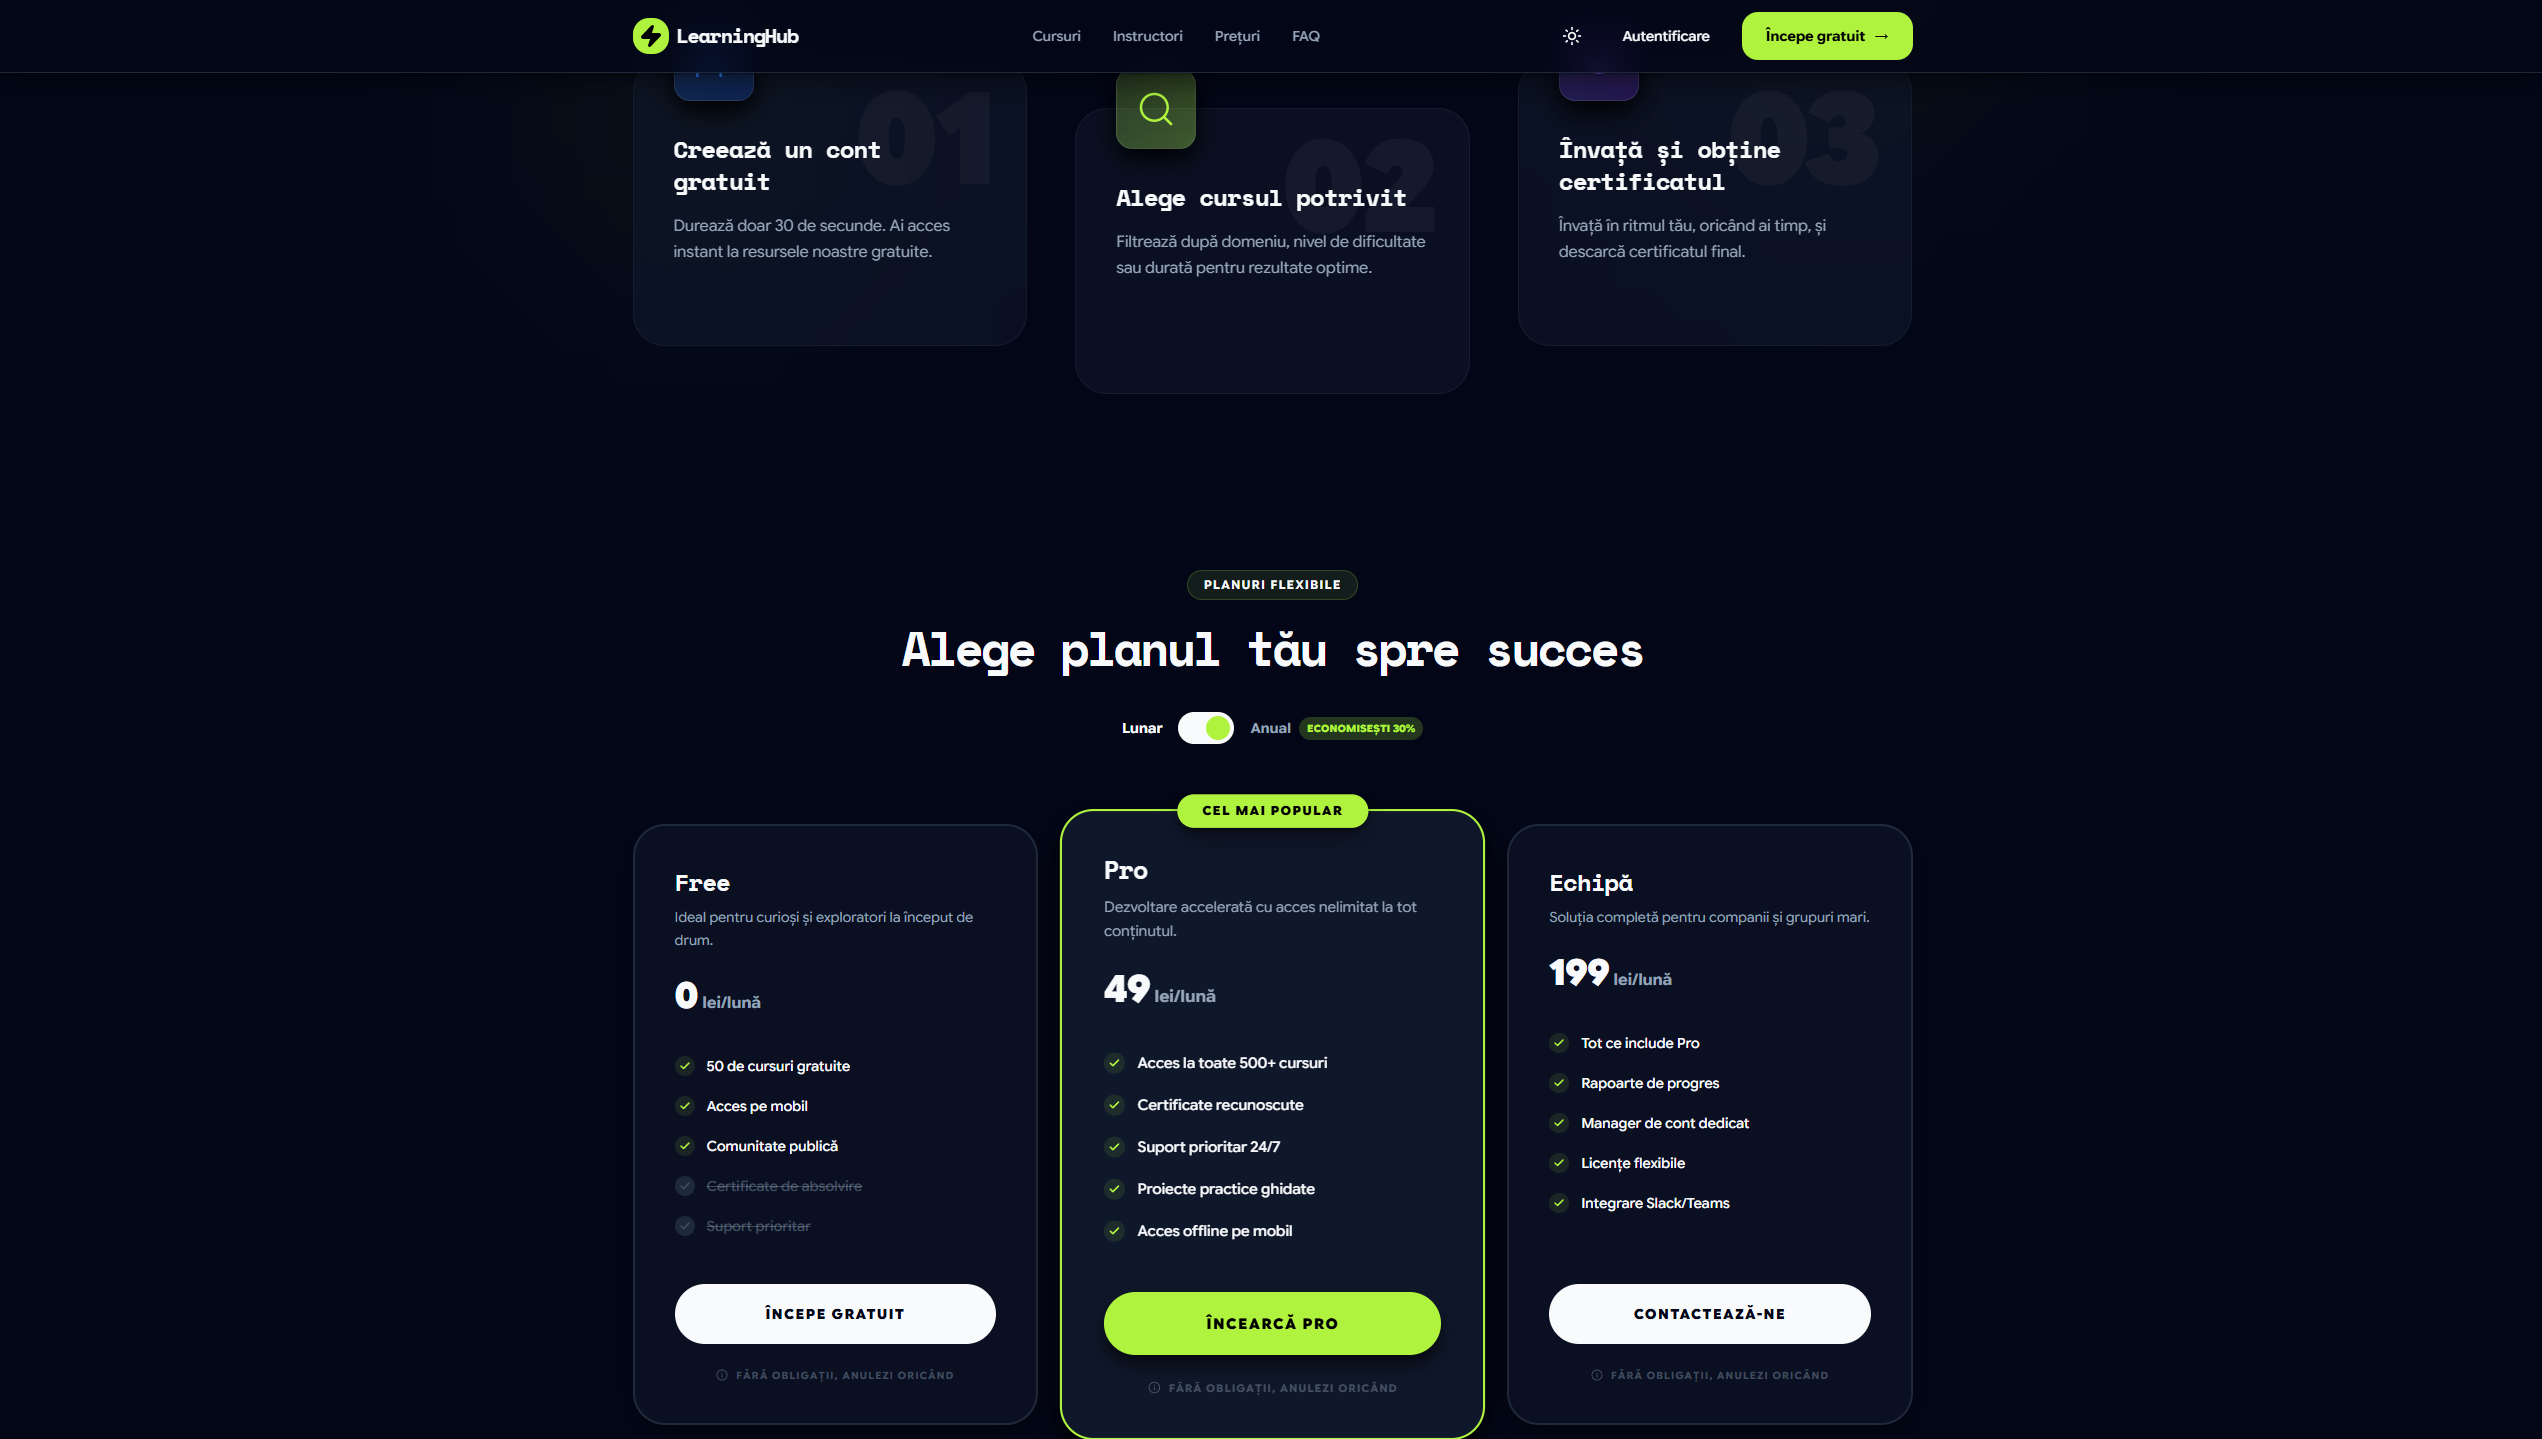 LearningHub
Cursuri
Instructori
Prețuri
FAQ
Autentificare
Începe gratuit →
01
Creează un cont
gratuit
Durează doar 30 de secunde. Ai acces
instant la resursele noastre gratuite.
02
Alege cursul potrivit
Filtrează după domeniu, nivel de dificultate
sau durată pentru rezultate optime.
03
Învață și obține
certificatul
Învață în ritmul tău, oricând ai timp, și
descarcă certificatul final.
PLANURI FLEXIBILE
Alege planul tău spre succes
Lunar
Anual
ECONOMISEȘTI 30%
Free
Ideal pentru curioși și exploratori la început de
drum.
0 lei/lună
50 de cursuri gratuite
Acces pe mobil
Comunitate publică
Certificate de absolvire
Suport prioritar
ÎNCEPE GRATUIT
FĂRĂ OBLIGAȚII, ANULEZI ORICÂND
CEL MAI POPULAR
Pro
Dezvoltare accelerată cu acces nelimitat la tot
conținutul.
49 lei/lună
Acces la toate 500+ cursuri
Certificate recunoscute
Suport prioritar 24/7
Proiecte practice ghidate
Acces offline pe mobil
ÎNCEARCĂ PRO
FĂRĂ OBLIGAȚII, ANULEZI ORICÂND
Echipă
Soluția completă pentru companii și grupuri mari.
199 lei/lună
Tot ce include Pro
Rapoarte de progres
Manager de cont dedicat
Licențe flexibile
Integrare Slack/Teams
CONTACTEAZĂ-NE
FĂRĂ OBLIGAȚII, ANULEZI ORICÂND